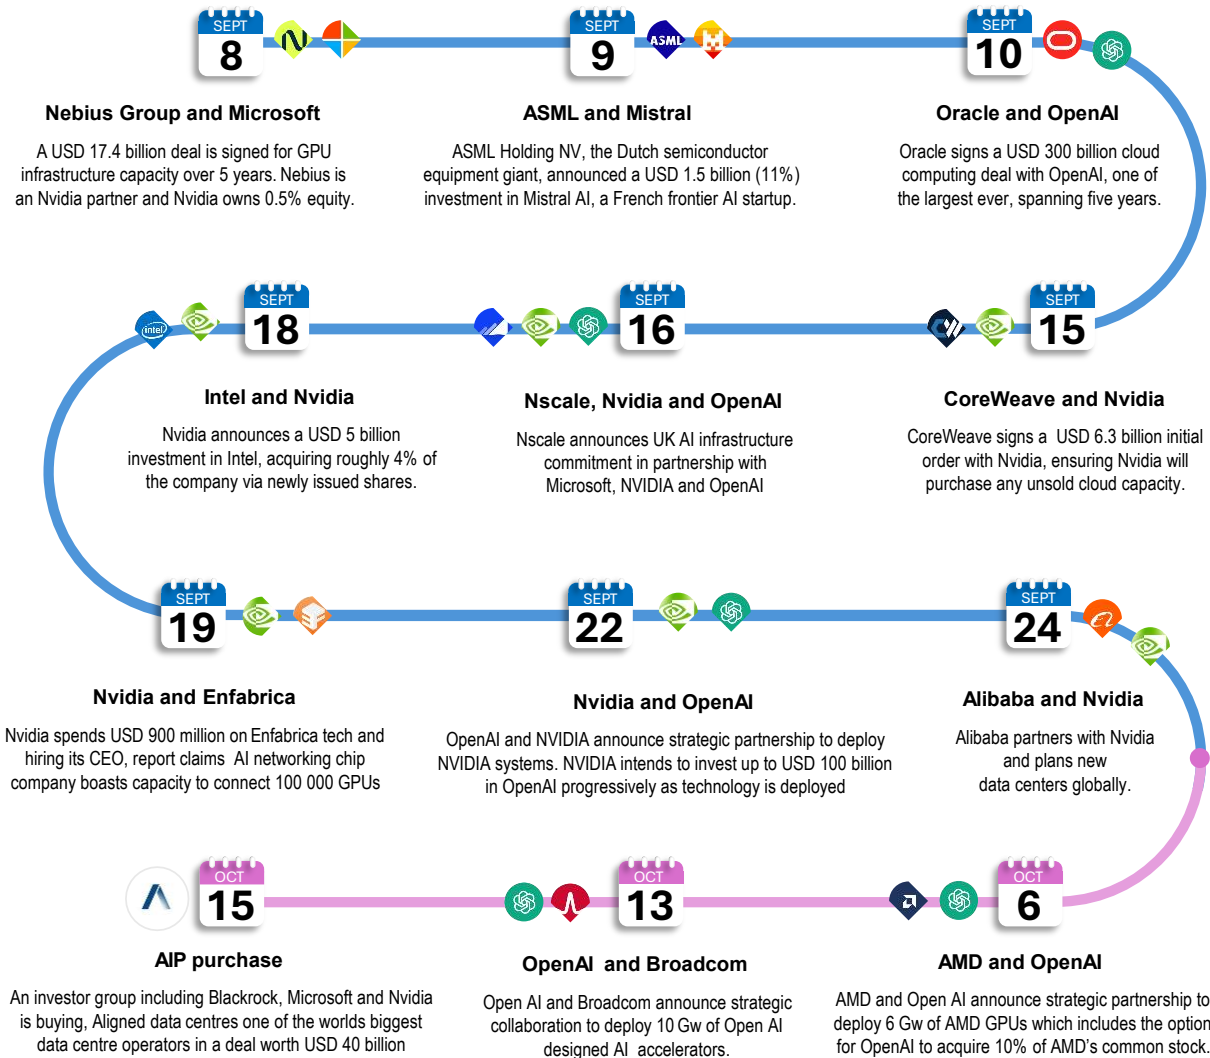 SEPT
8
ASML
SEPT
9
SEPT
10
Nebius Group and Microsoft
A USD 17.4 billion deal is signed for GPU
infrastructure capacity over 5 years. Nebius is
an Nvidia partner and Nvidia owns 0.5% equity.
ASML and Mistral
ASML Holding NV, the Dutch semiconductor
equipment giant, announced a USD 1.5 billion (11%)
investment in Mistral AI, a French frontier AI startup.
Oracle and OpenAI
Oracle signs a USD 300 billion cloud
computing deal with OpenAI, one of
the largest ever, spanning five years.
SEPT
15
CoreWeave and Nvidia
CoreWeave signs a  USD 6.3 billion initial
order with Nvidia, ensuring Nvidia will
purchase any unsold cloud capacity.
SEPT
16
Nscale, Nvidia and OpenAI
Nscale announces UK AI infrastructure
commitment in partnership with
Microsoft, NVIDIA and OpenAI
intel
SEPT
18
Intel and Nvidia
Nvidia announces a USD 5 billion
investment in Intel, acquiring roughly 4% of
the company via newly issued shares.
SEPT
19
Nvidia and Enfabrica
Nvidia spends USD 900 million on Enfabrica tech and
hiring its CEO, report claims  AI networking chip
company boasts capacity to connect 100 000 GPUs
SEPT
22
Nvidia and OpenAI
OpenAI and NVIDIA announce strategic partnership to deploy
NVIDIA systems. NVIDIA intends to invest up to USD 100 billion
in OpenAI progressively as technology is deployed
SEPT
24
Alibaba and Nvidia
Alibaba partners with Nvidia
and plans new
data centers globally.
OCT
6
AMD and OpenAI
AMD and Open AI announce strategic partnership to
deploy 6 Gw of AMD GPUs which includes the option
for OpenAI to acquire 10% of AMD's common stock.
OCT
13
OpenAI  and Broadcom
Open AI and Broadcom announce strategic
collaboration to deploy 10 Gw of Open AI
designed AI  accelerators.
OCT
15
AIP purchase
An investor group including Blackrock, Microsoft and Nvidia
is buying, Aligned data centres one of the worlds biggest
data centre operators in a deal worth USD 40 billion